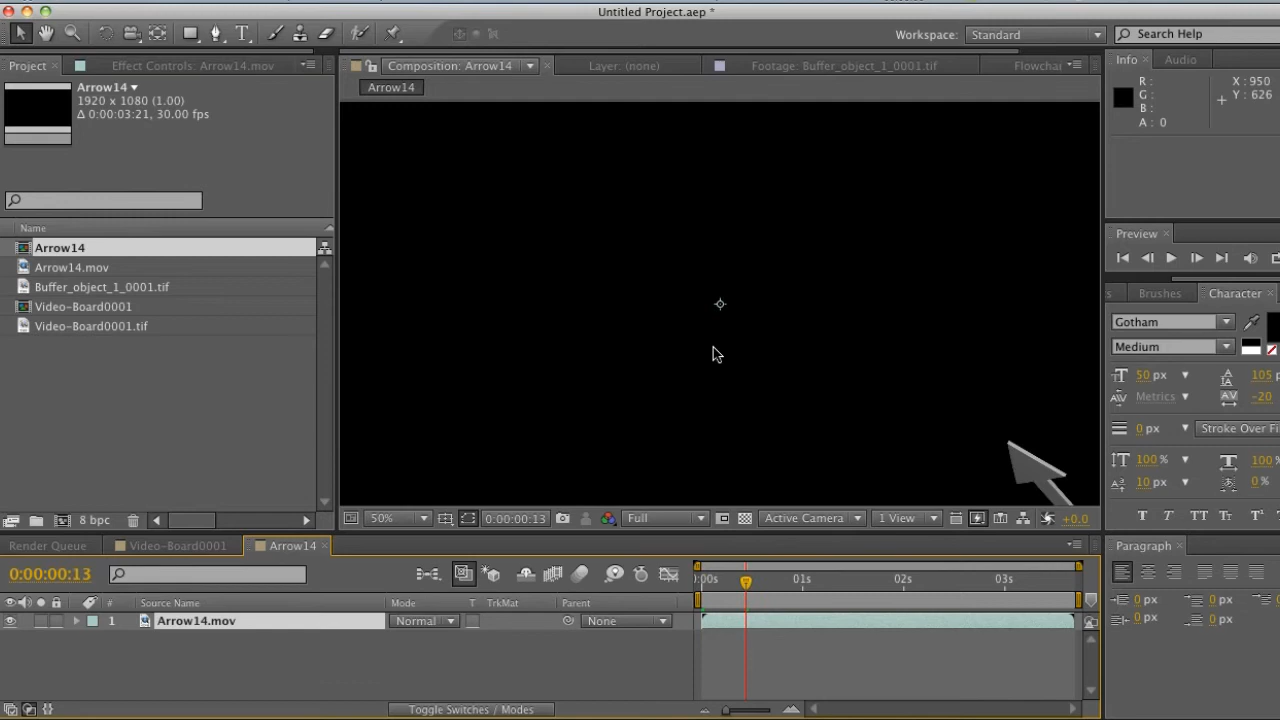 Untitled Project.aep *
Workspace: Standard Search Help
Project × Effect Controls: Arrow14.mov
Composition: Arrow14 × Layer: (none) Footage: Buffer_object_1_0001.tif Flowchai
Info × Audio
Arrow14
Arrow14
1920 x 1080 (1.00)
Δ 0:00:03:21, 30.00 fps
R :
G :
B :
A : 0
X : 950
Y : 626
Name
Arrow14
Arrow14.mov
Buffer_object_1_0001.tif
Video-Board0001
Video-Board0001.tif
Preview ×
s Brushes Character ×
Gotham
Medium
50 px 105 p
Metrics -20
0 px Stroke Over Fi
100 % 100
10 px 0 %
T T TT Tr T¹
8 bpc
50% 0:00:00:13 Full Active Camera 1 View +0.0
Render Queue Video-Board0001 Arrow14 ×
Paragraph ×
0:00:00:13
:00s 01s 02s 03s
# Source Name Mode T TrkMat Parent
1 Arrow14.mov Normal None
0 px 0 px
0 px 0 px
Toggle Switches / Modes